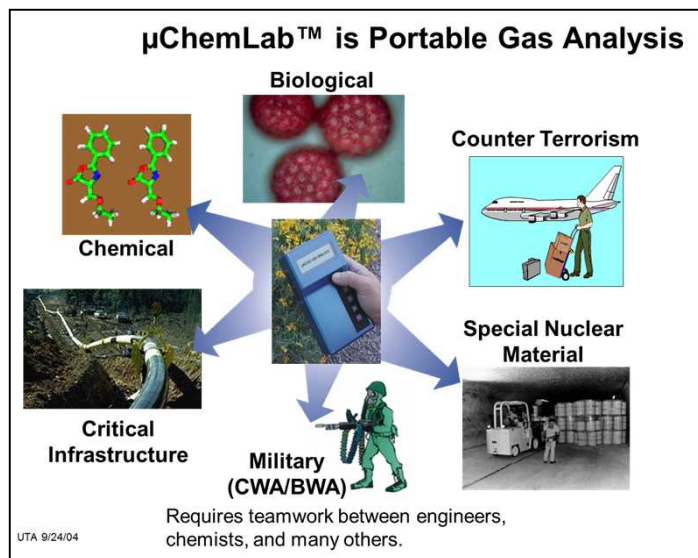 µChemLab™ is Portable Gas Analysis
Biological
Counter Terrorism
Chemical
Special Nuclear
Material
Critical
Infrastructure
Military
(CWA/BWA)
Requires teamwork between engineers,
chemists, and many others.
UTA 9/24/04